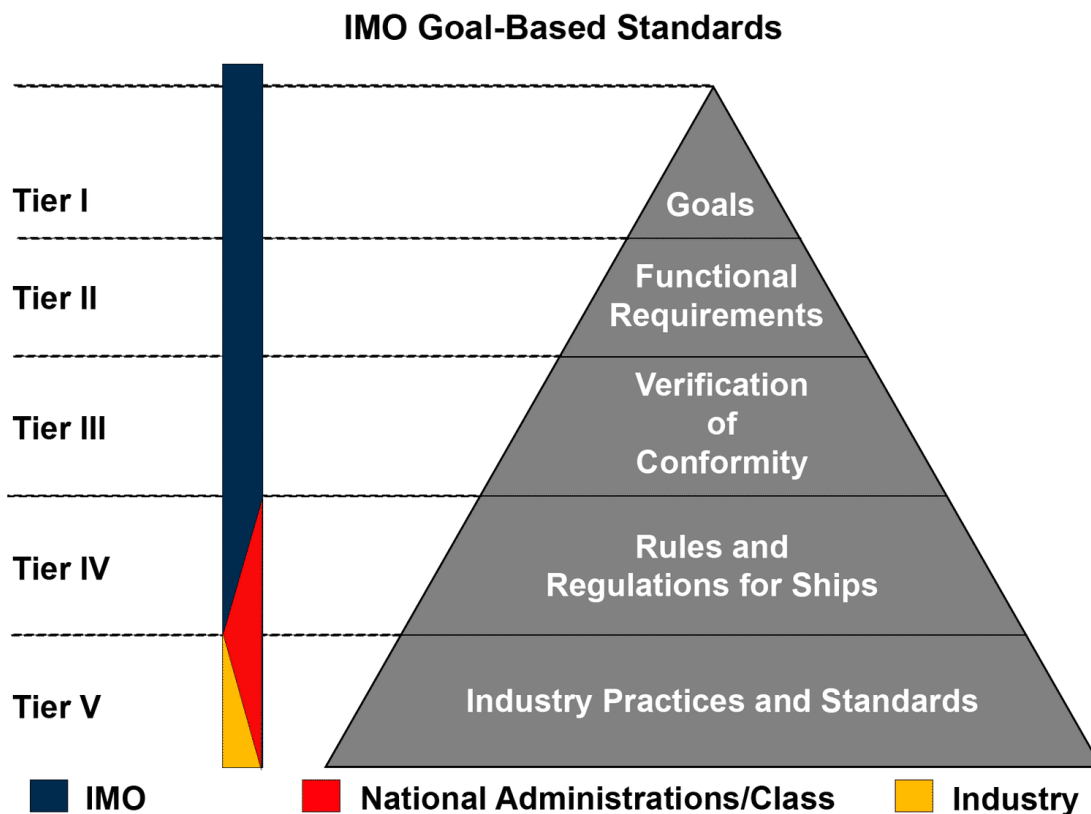 IMO Goal-Based Standards
Tier I
Goals
Tier II
Functional
Requirements
Tier III
Verification
of
Conformity
Tier IV
Rules and
Regulations for Ships
Tier V
Industry Practices and Standards
IMO
National Administrations/Class
Industry